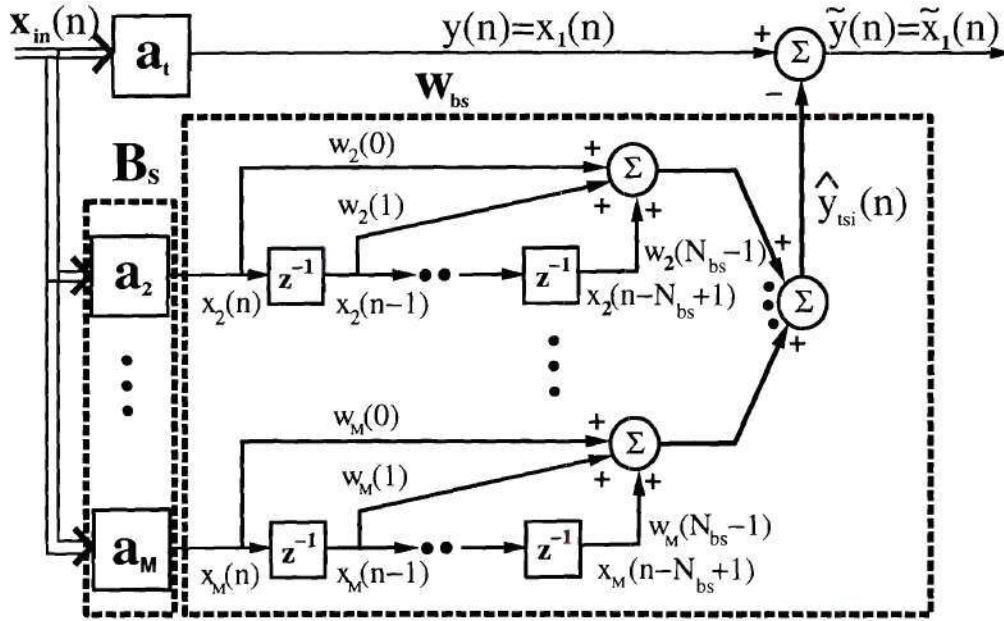 x_in(n)
a_t
y(n)=x_1(n)
+
Σ
ỹ(n)=x̃_1(n)
−
w_bs
B_s
w_2(0)
+
Σ
w_2(1)
+
+
ŷ_tsi(n)
a_2
z^-1
z^-1
w_2(N_bs−1)
+
Σ
x_2(n)
x_2(n−1)
x_2(n−N_bs+1)
+
w_M(0)
+
Σ
w_M(1)
+
+
a_M
z^-1
z^-1
w_M(N_bs−1)
x_M(n)
x_M(n−1)
x_M(n−N_bs+1)